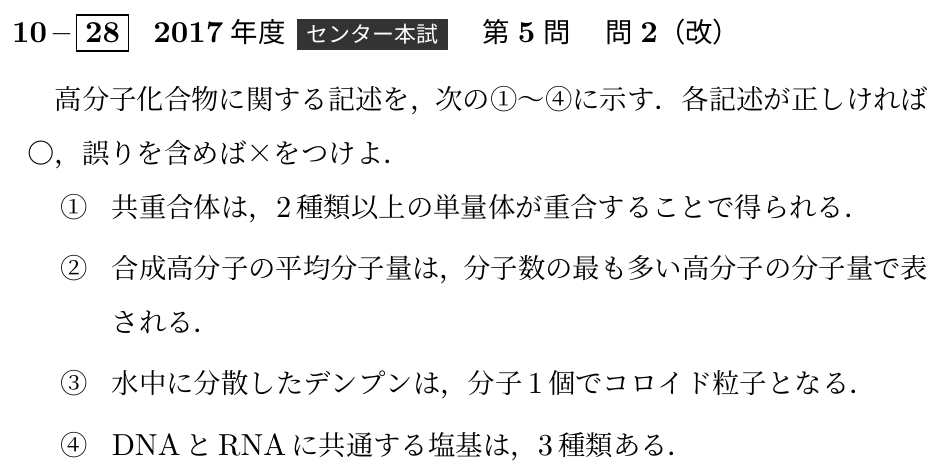 10–28 2017年度 センター本試 第5問 問2（改）
高分子化合物に関する記述を，次の①〜④に示す．各記述が正しければ
○，誤りを含めば×をつけよ．
① 共重合体は，2種類以上の単量体が重合することで得られる．
② 合成高分子の平均分子量は，分子数の最も多い高分子の分子量で表
される．
③ 水中に分散したデンプンは，分子1個でコロイド粒子となる．
④ DNAとRNAに共通する塩基は，3種類ある．